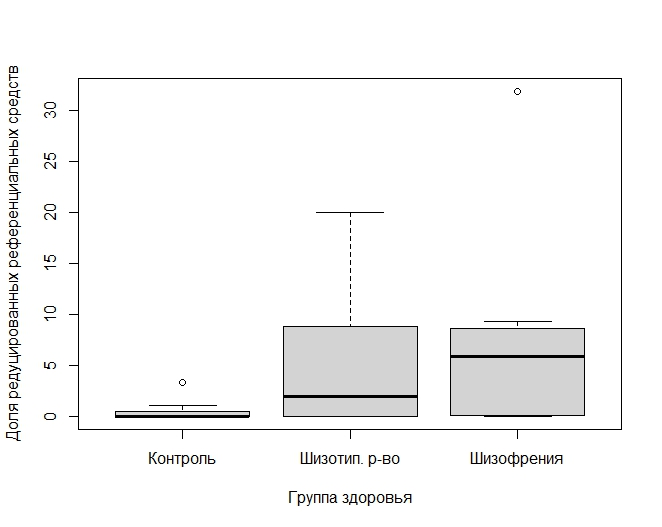 Доля редуцированных референциальных средств
30
25
20
15
10
5
0
Контроль Шизотип. р-во Шизофрения
Группа здоровья